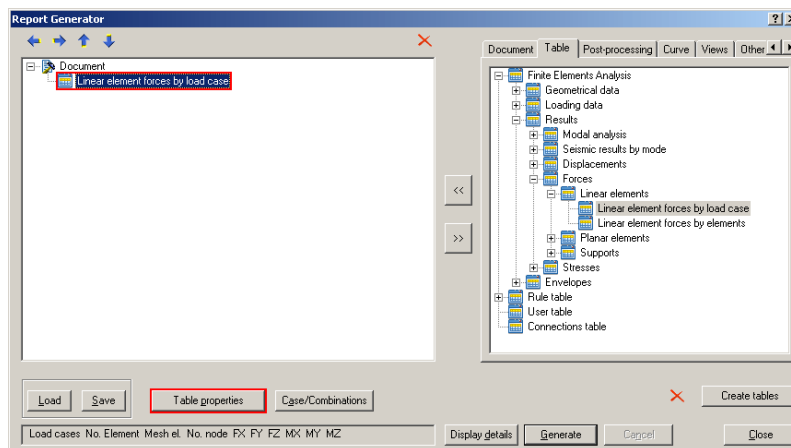 Report Generator
Document Table Post-processing Curve Views Other
Document
Linear element forces by load case
Finite Elements Analysis
Geometrical data
Loading data
Results
Modal analysis
Seismic results by mode
Displacements
Forces
Linear elements
Linear element forces by load case
Linear element forces by elements
Planar elements
Supports
Stresses
Envelopes
Rule table
User table
Connections table
<<
>>
Load Save Table properties Case/Combinations Create tables
Load cases No. Element Mesh el. No. node FX FY FZ MX MY MZ Display details Generate Cancel Close